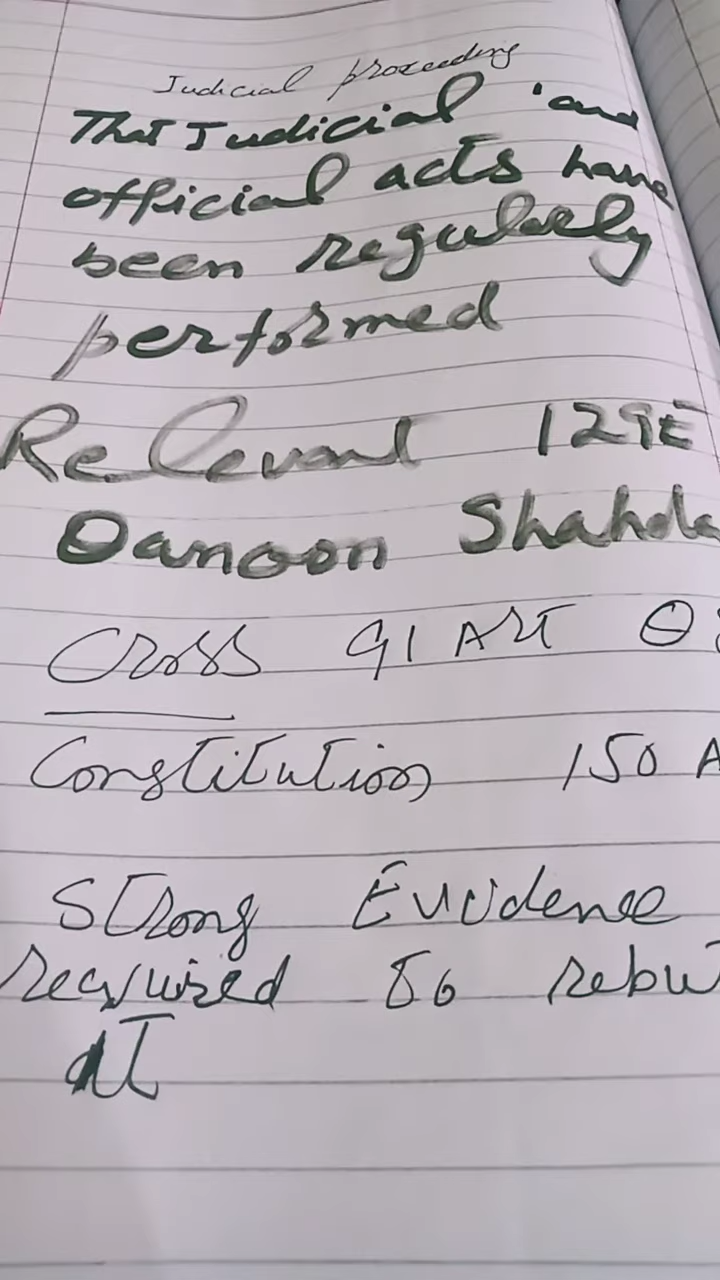 Judicial proceeding
That Judicial and
official acts have
been regularly
performed
Relevant 129E
Qanoon Shahda
Cross 91 ART Q
Constitution 150 A
Strong Evidence
required to rebut
it